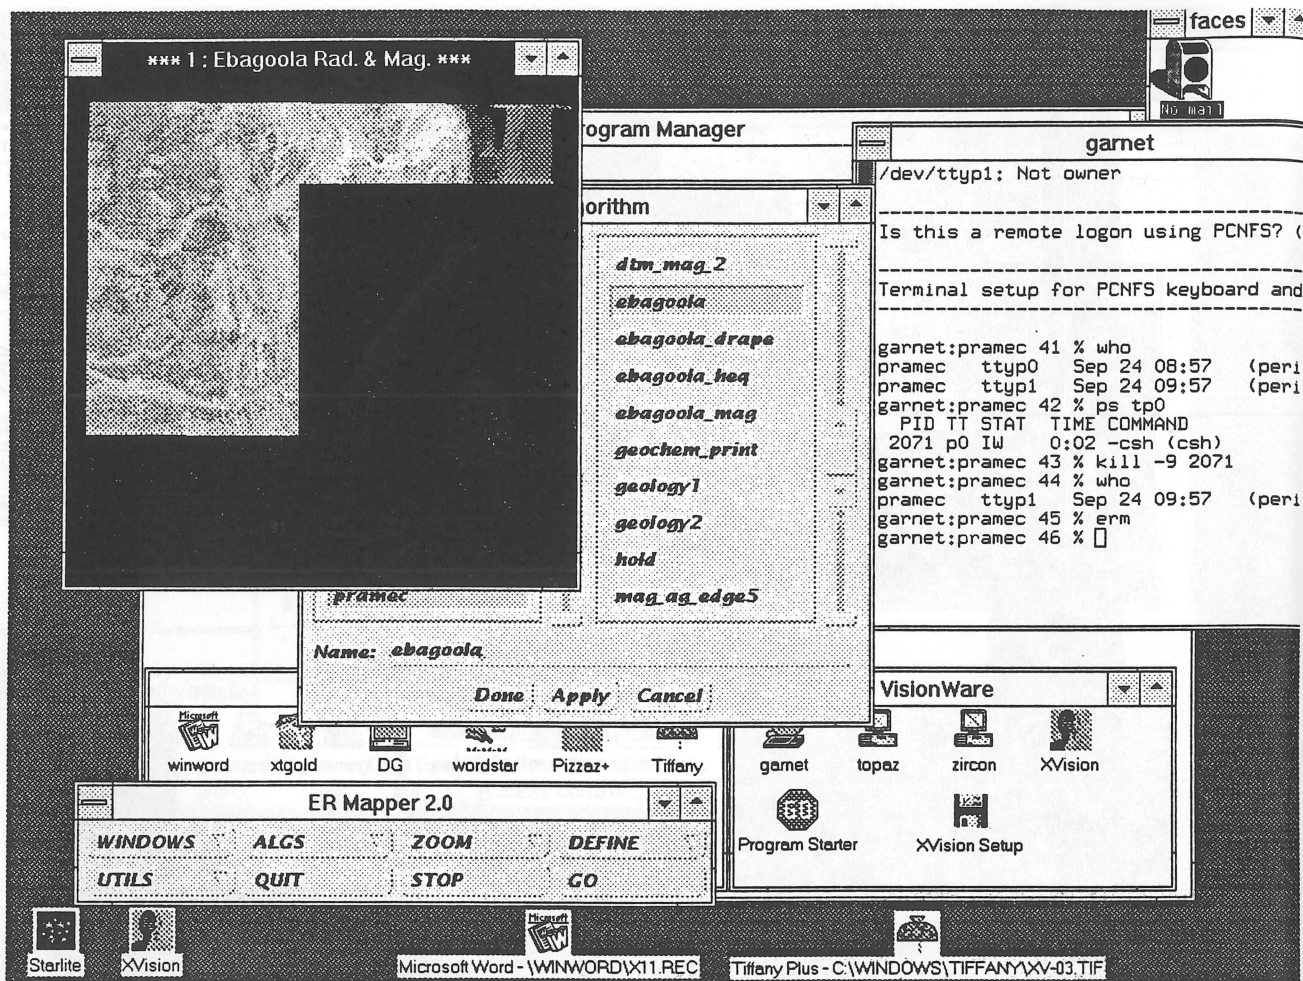 faces
No mail
*** 1 : Ebagoola Rad. & Mag. ***
rogram Manager
garnet
/dev/ttyp1: Not owner
Is this a remote logon using PCNFS? (
Terminal setup for PCNFS keyboard and
garnet:pramec 41 % who
pramec ttyp0 Sep 24 08:57 (peri
pramec ttyp1 Sep 24 09:57 (peri
garnet:pramec 42 % ps tp0
PID TT STAT TIME COMMAND
2071 p0 IW 0:02 -csh (csh)
garnet:pramec 43 % kill -9 2071
garnet:pramec 44 % who
pramec ttyp1 Sep 24 09:57 (peri
garnet:pramec 45 % erm
garnet:pramec 46 %
orithm
dtm_mag_2
ebagoola
ebagoola_drape
ebagoola_heq
ebagoola_mag
geochem_print
geology1
geology2
hold
mag_ag_edge5
pramec
Name: ebagoola
Done Apply Cancel
VisionWare
Microsoft
winword xtgold DG wordstar Pizzaz+ Tiffany
garnet topaz zircon XVision
Program Starter XVision Setup
ER Mapper 2.0
WINDOWS ALGS ZOOM DEFINE
UTILS QUIT STOP GO
Microsoft
Starlite XVision Microsoft Word - \WINWORD\X11.REC Tiffany Plus - C:\WINDOWS\TIFFANY\XV-03.TIF